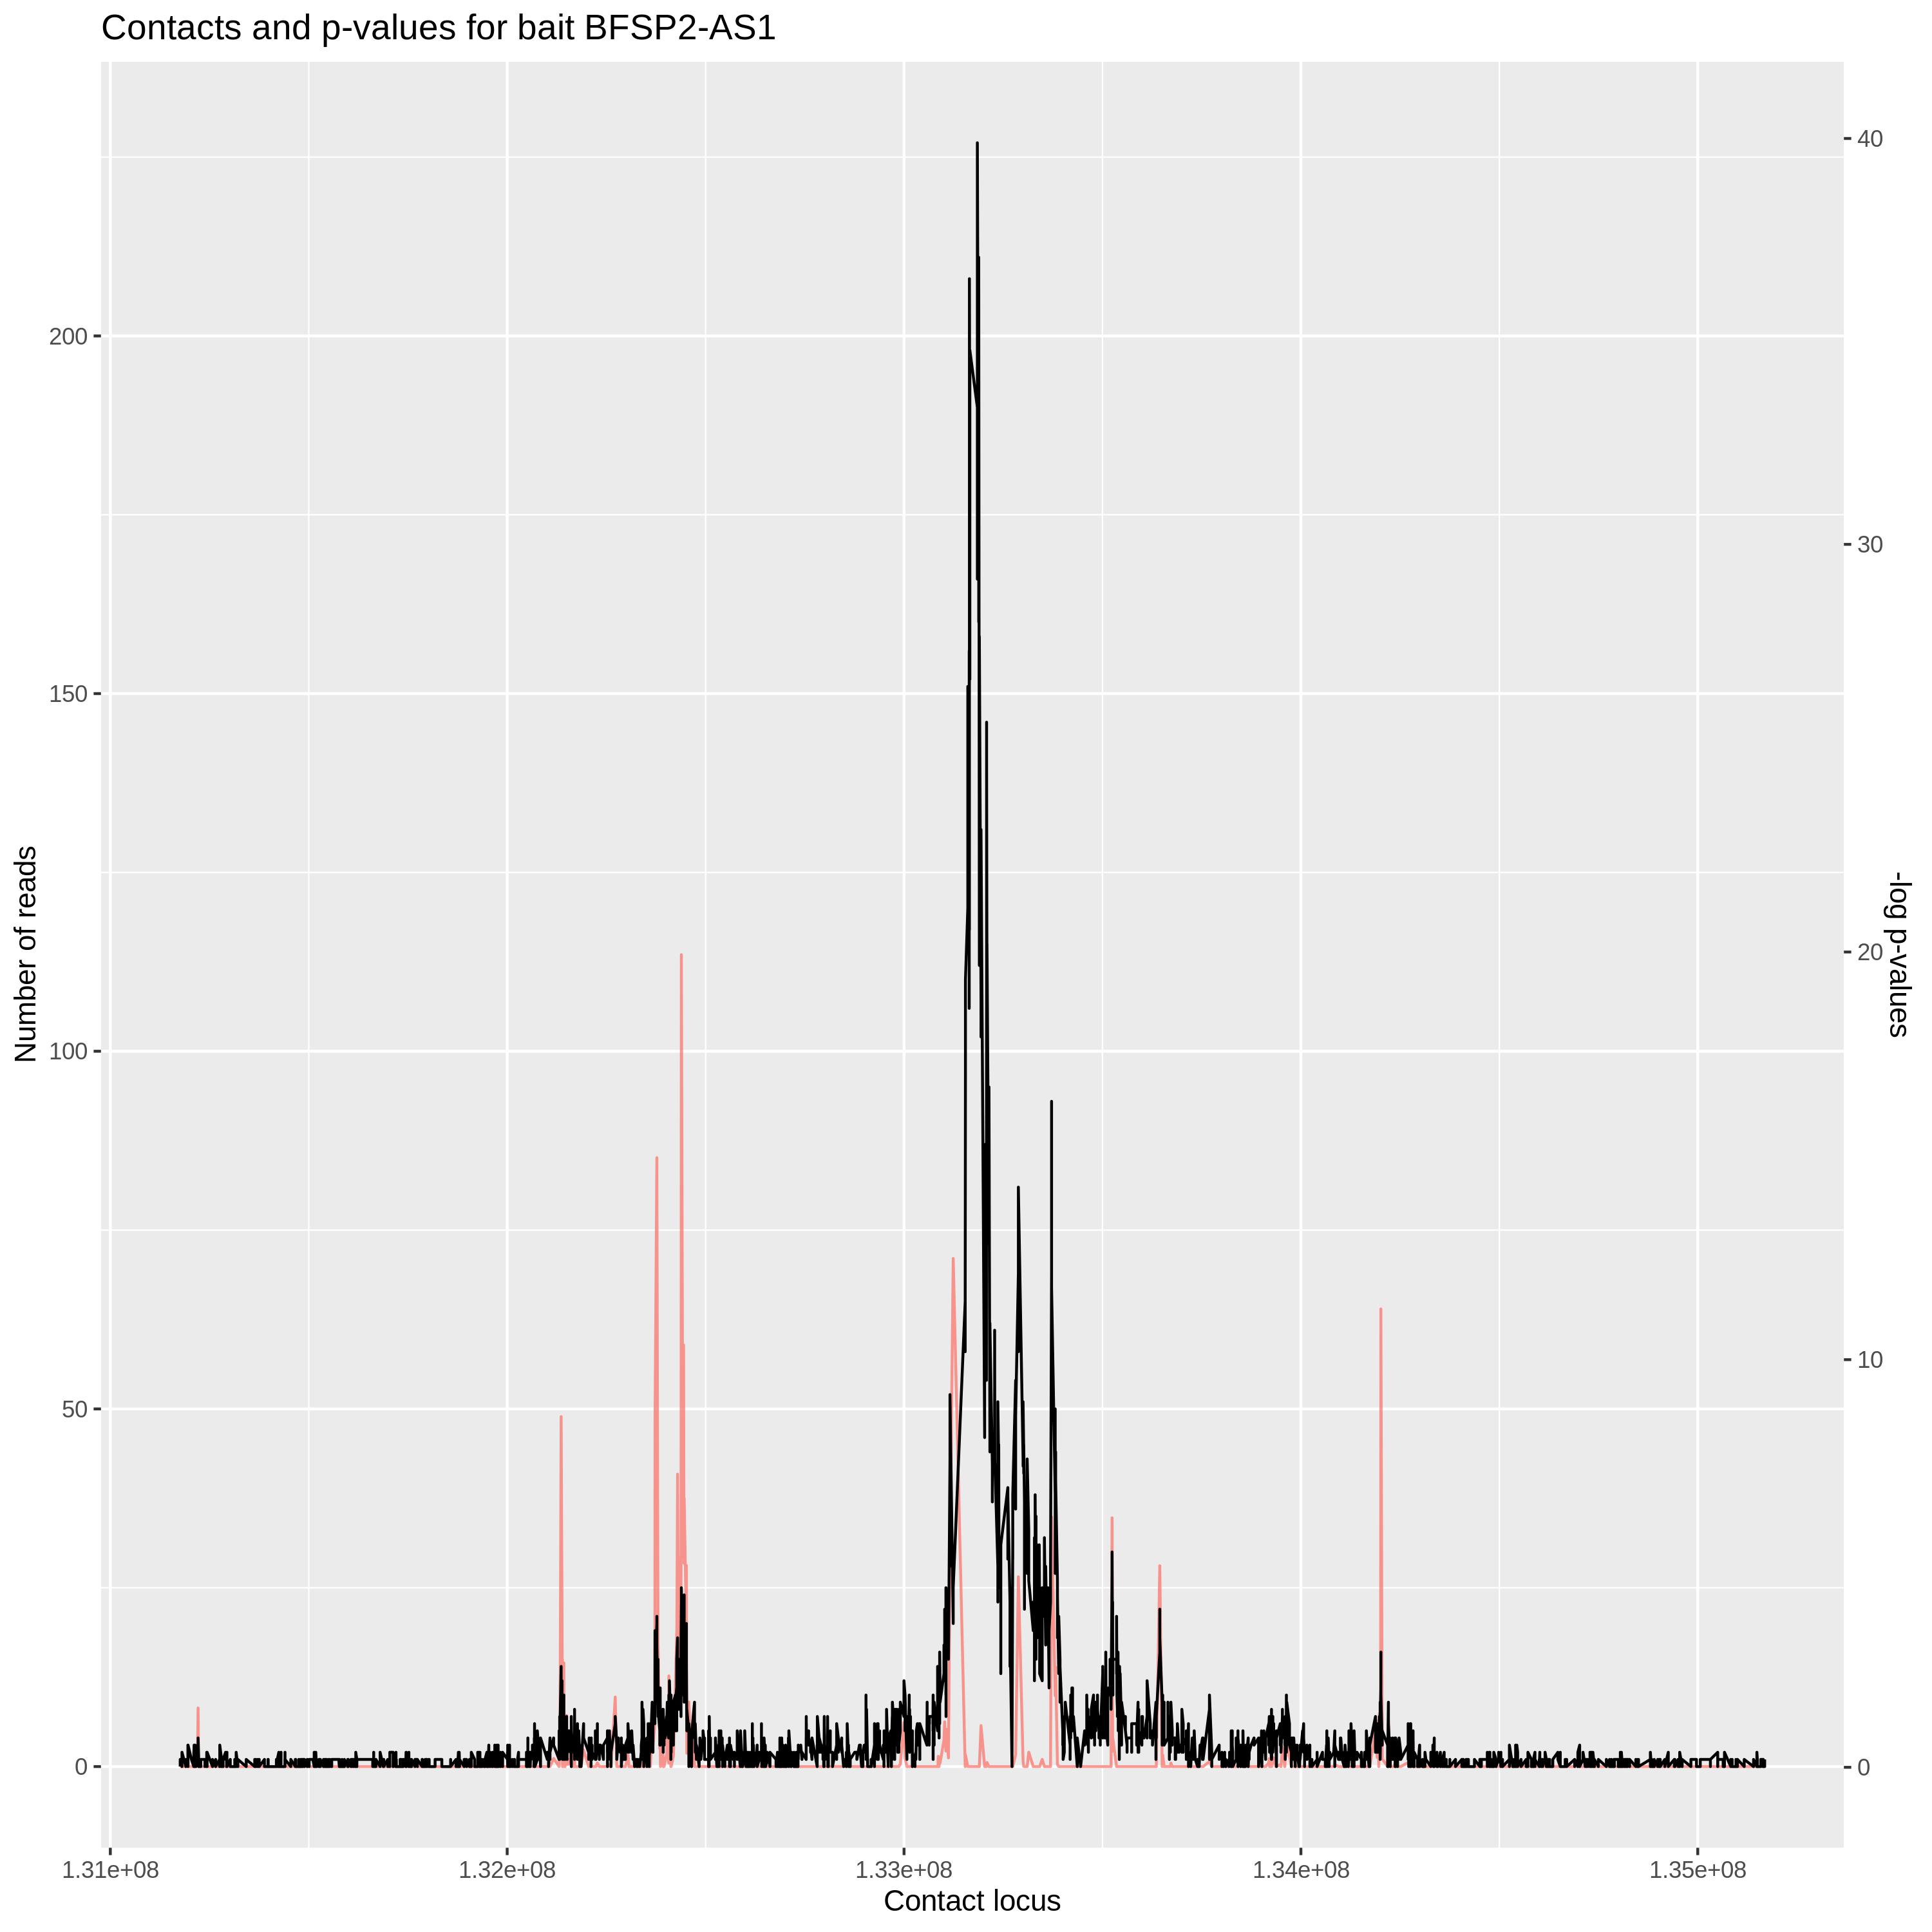 Contacts and p-values for bait BFSP2-AS1
40
200
30
150
Number of reads
-log p-values
20
100
10
50
0
0
1.31e+08 1.32e+08 1.33e+08 1.34e+08 1.35e+08
Contact locus